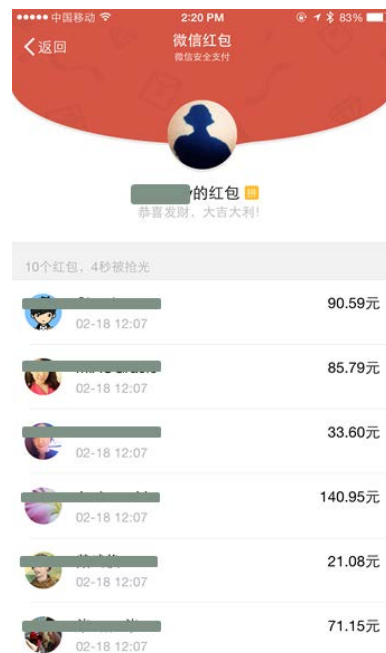 中国移动 2:20 PM 83%
返回 微信红包
微信安全支付
的红包 拼
恭喜发财，大吉大利!
10个红包，4秒被抢光
90.59元
02-18 12:07
85.79元
02-18 12:07
33.60元
02-18 12:07
140.95元
02-18 12:07
21.08元
02-18 12:07
71.15元
02-18 12:07